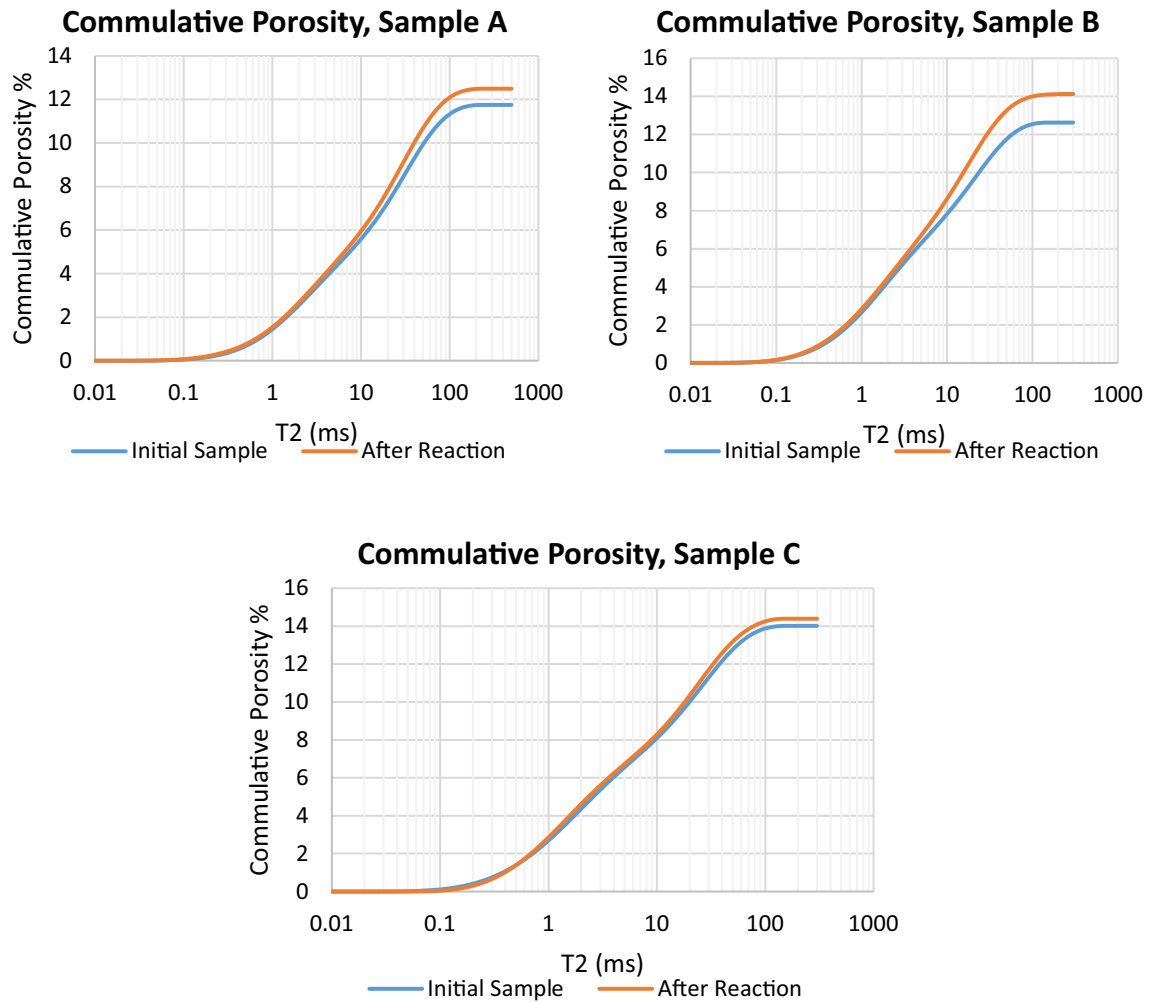 Commulative Porosity, Sample A
Commulative Porosity %
14
12
10
8
6
4
2
0
0.01 0.1 1 10 100 1000
T2 (ms)
Initial Sample After Reaction
Commulative Porosity, Sample B
Commulative Porosity %
16
14
12
10
8
6
4
2
0
0.01 0.1 1 10 100 1000
T2 (ms)
Initial Sample After Reaction
Commulative Porosity, Sample C
Commulative Porosity %
16
14
12
10
8
6
4
2
0
0.01 0.1 1 10 100 1000
T2 (ms)
Initial Sample After Reaction